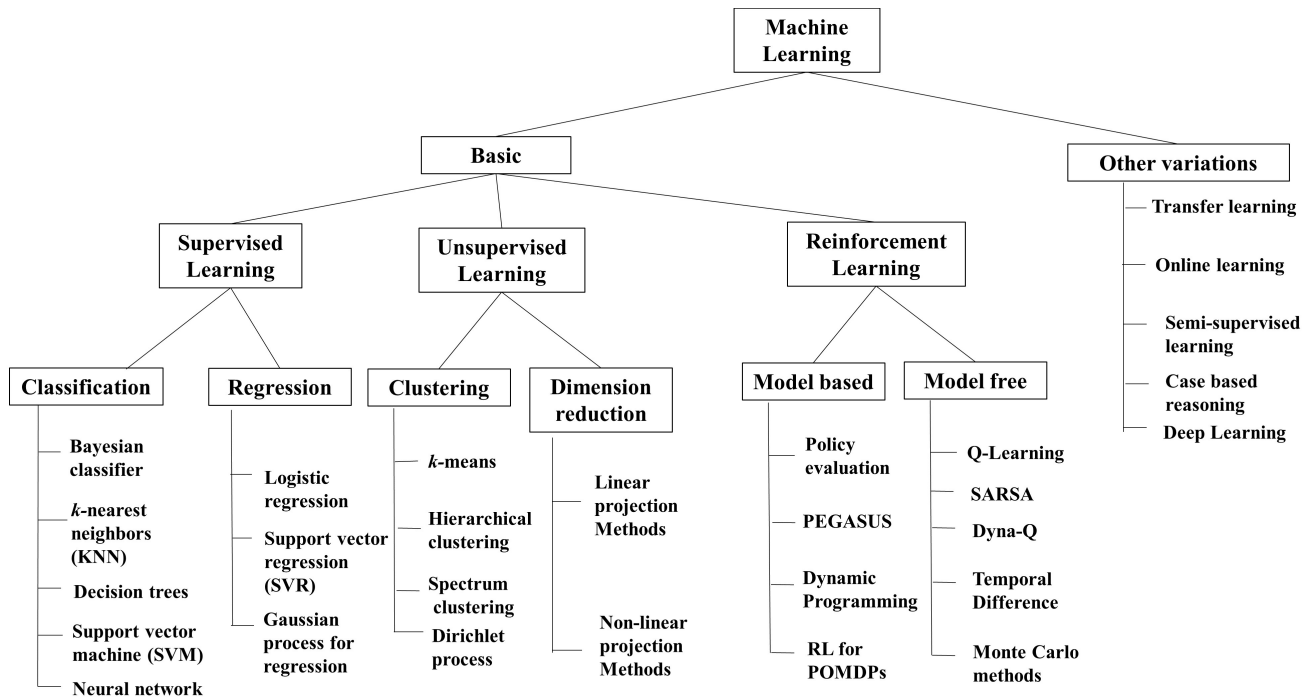 Machine
Learning
Basic
Other variations
Transfer learning
Online learning
Semi-supervised
learning
Case based
reasoning
Deep Learning
Supervised
Learning
Unsupervised
Learning
Reinforcement
Learning
Classification
Bayesian
classifier
k-nearest
neighbors
(KNN)
Decision trees
Support vector
machine (SVM)
Neural network
Regression
Logistic
regression
Support vector
regression
(SVR)
Gaussian
process for
regression
Clustering
k-means
Hierarchical
clustering
Spectrum
clustering
Dirichlet
process
Dimension
reduction
Linear
projection
Methods
Non-linear
projection
Methods
Model based
Policy
evaluation
PEGASUS
Dynamic
Programming
RL for
POMDPs
Model free
Q-Learning
SARSA
Dyna-Q
Temporal
Difference
Monte Carlo
methods